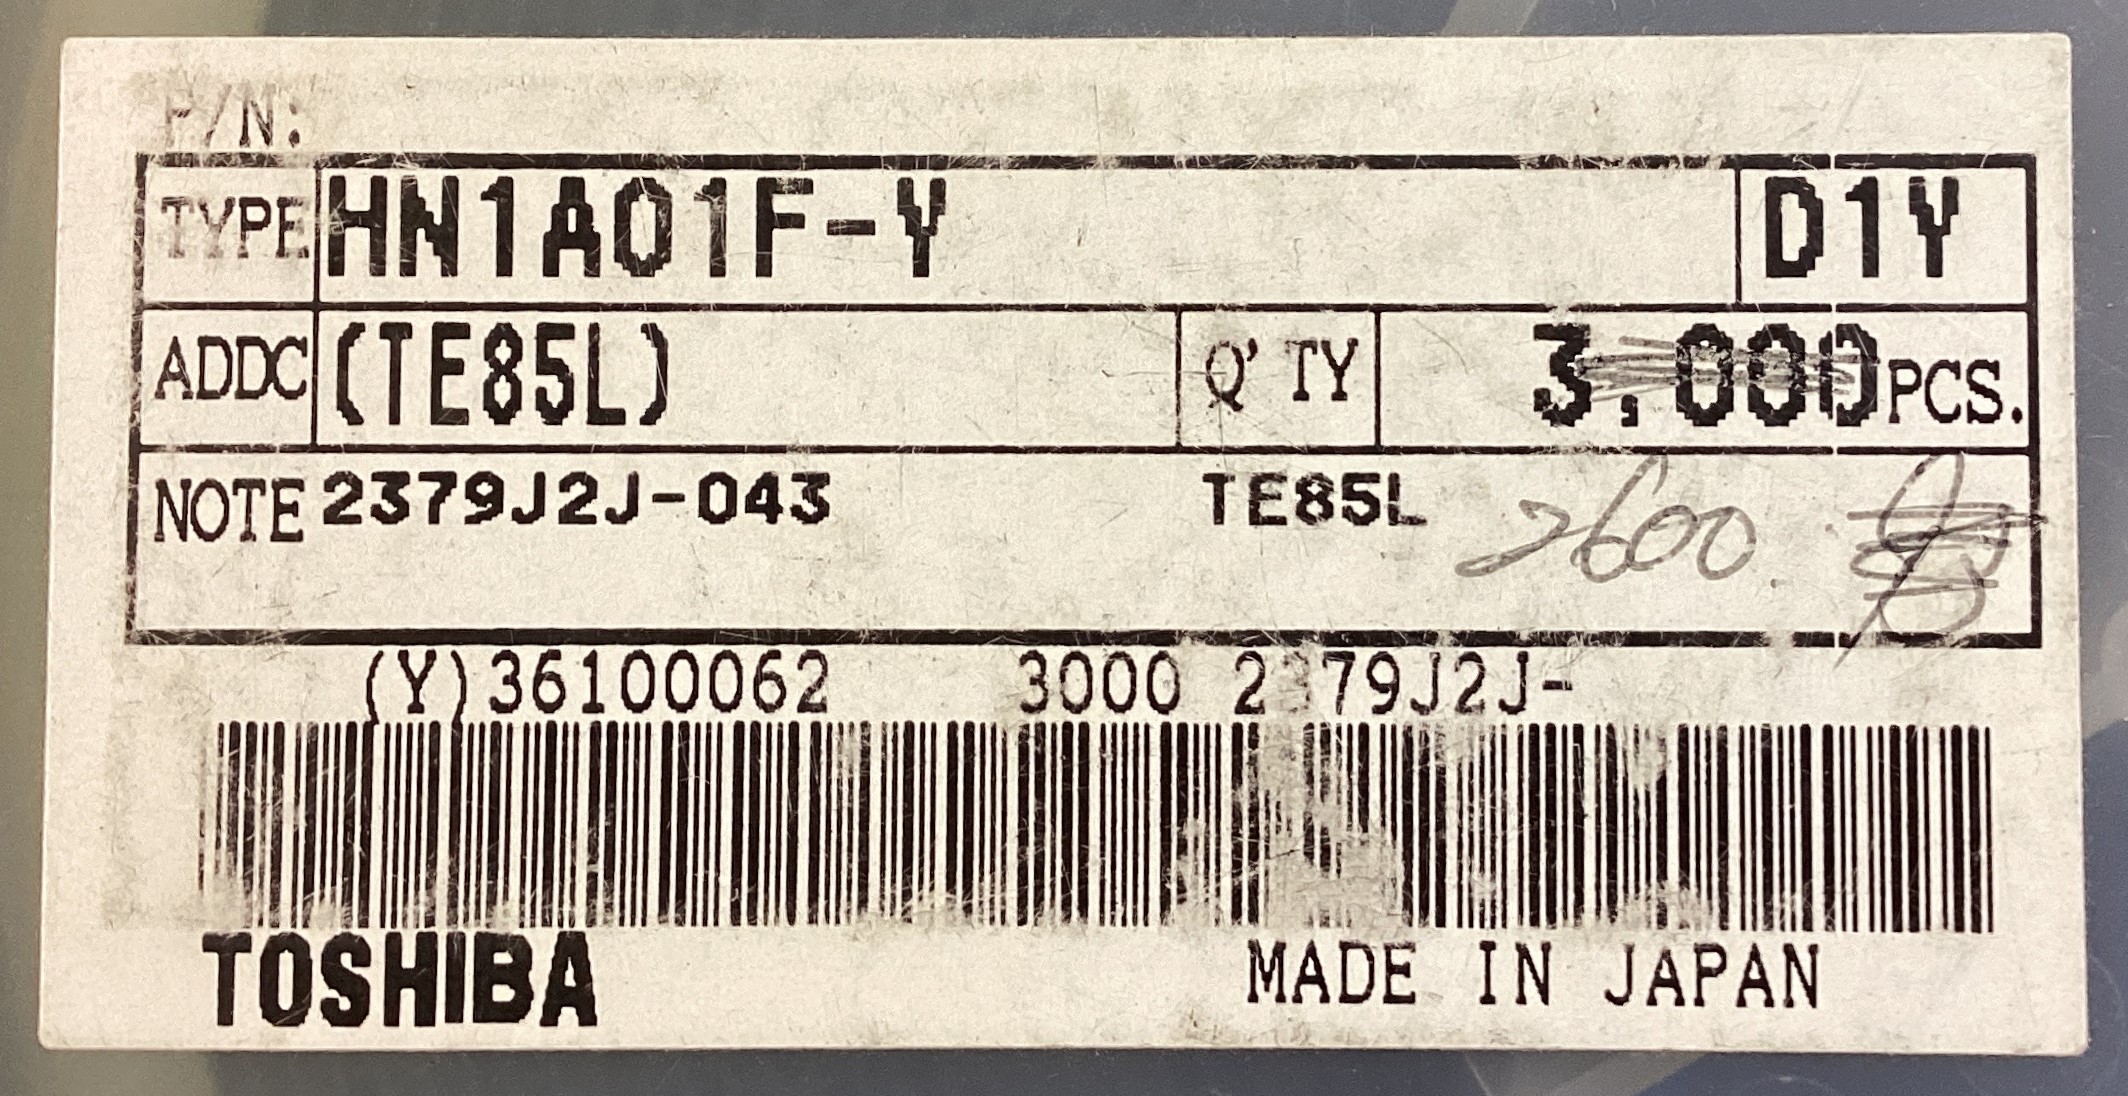 P/N:
TYPE HN1A01F-Y D1Y
ADDC (TE85L) Q'TY 3,000 PCS.
NOTE 2379J2J-043 TE85L 2600
(Y)36100062 3000 2379J2J-
TOSHIBA MADE IN JAPAN